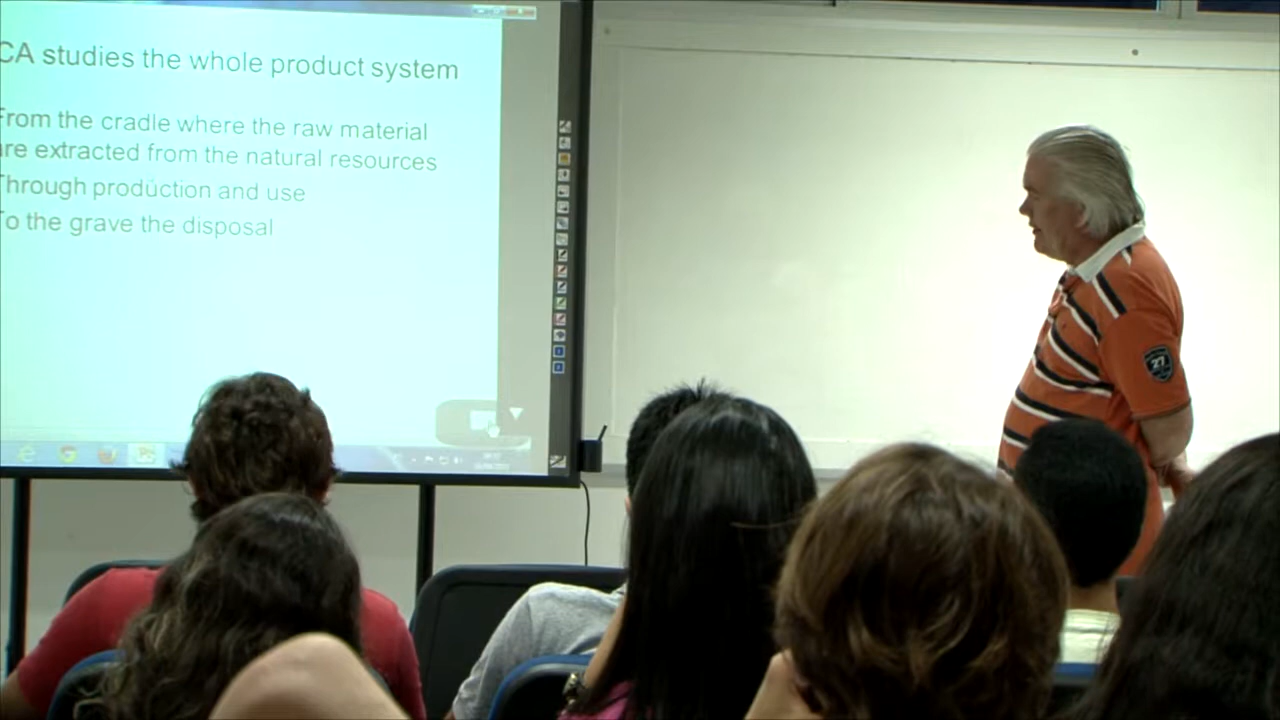 CA studies the whole product system
From the cradle where the raw material
are extracted from the natural resources
Through production and use
To the grave the disposal
27